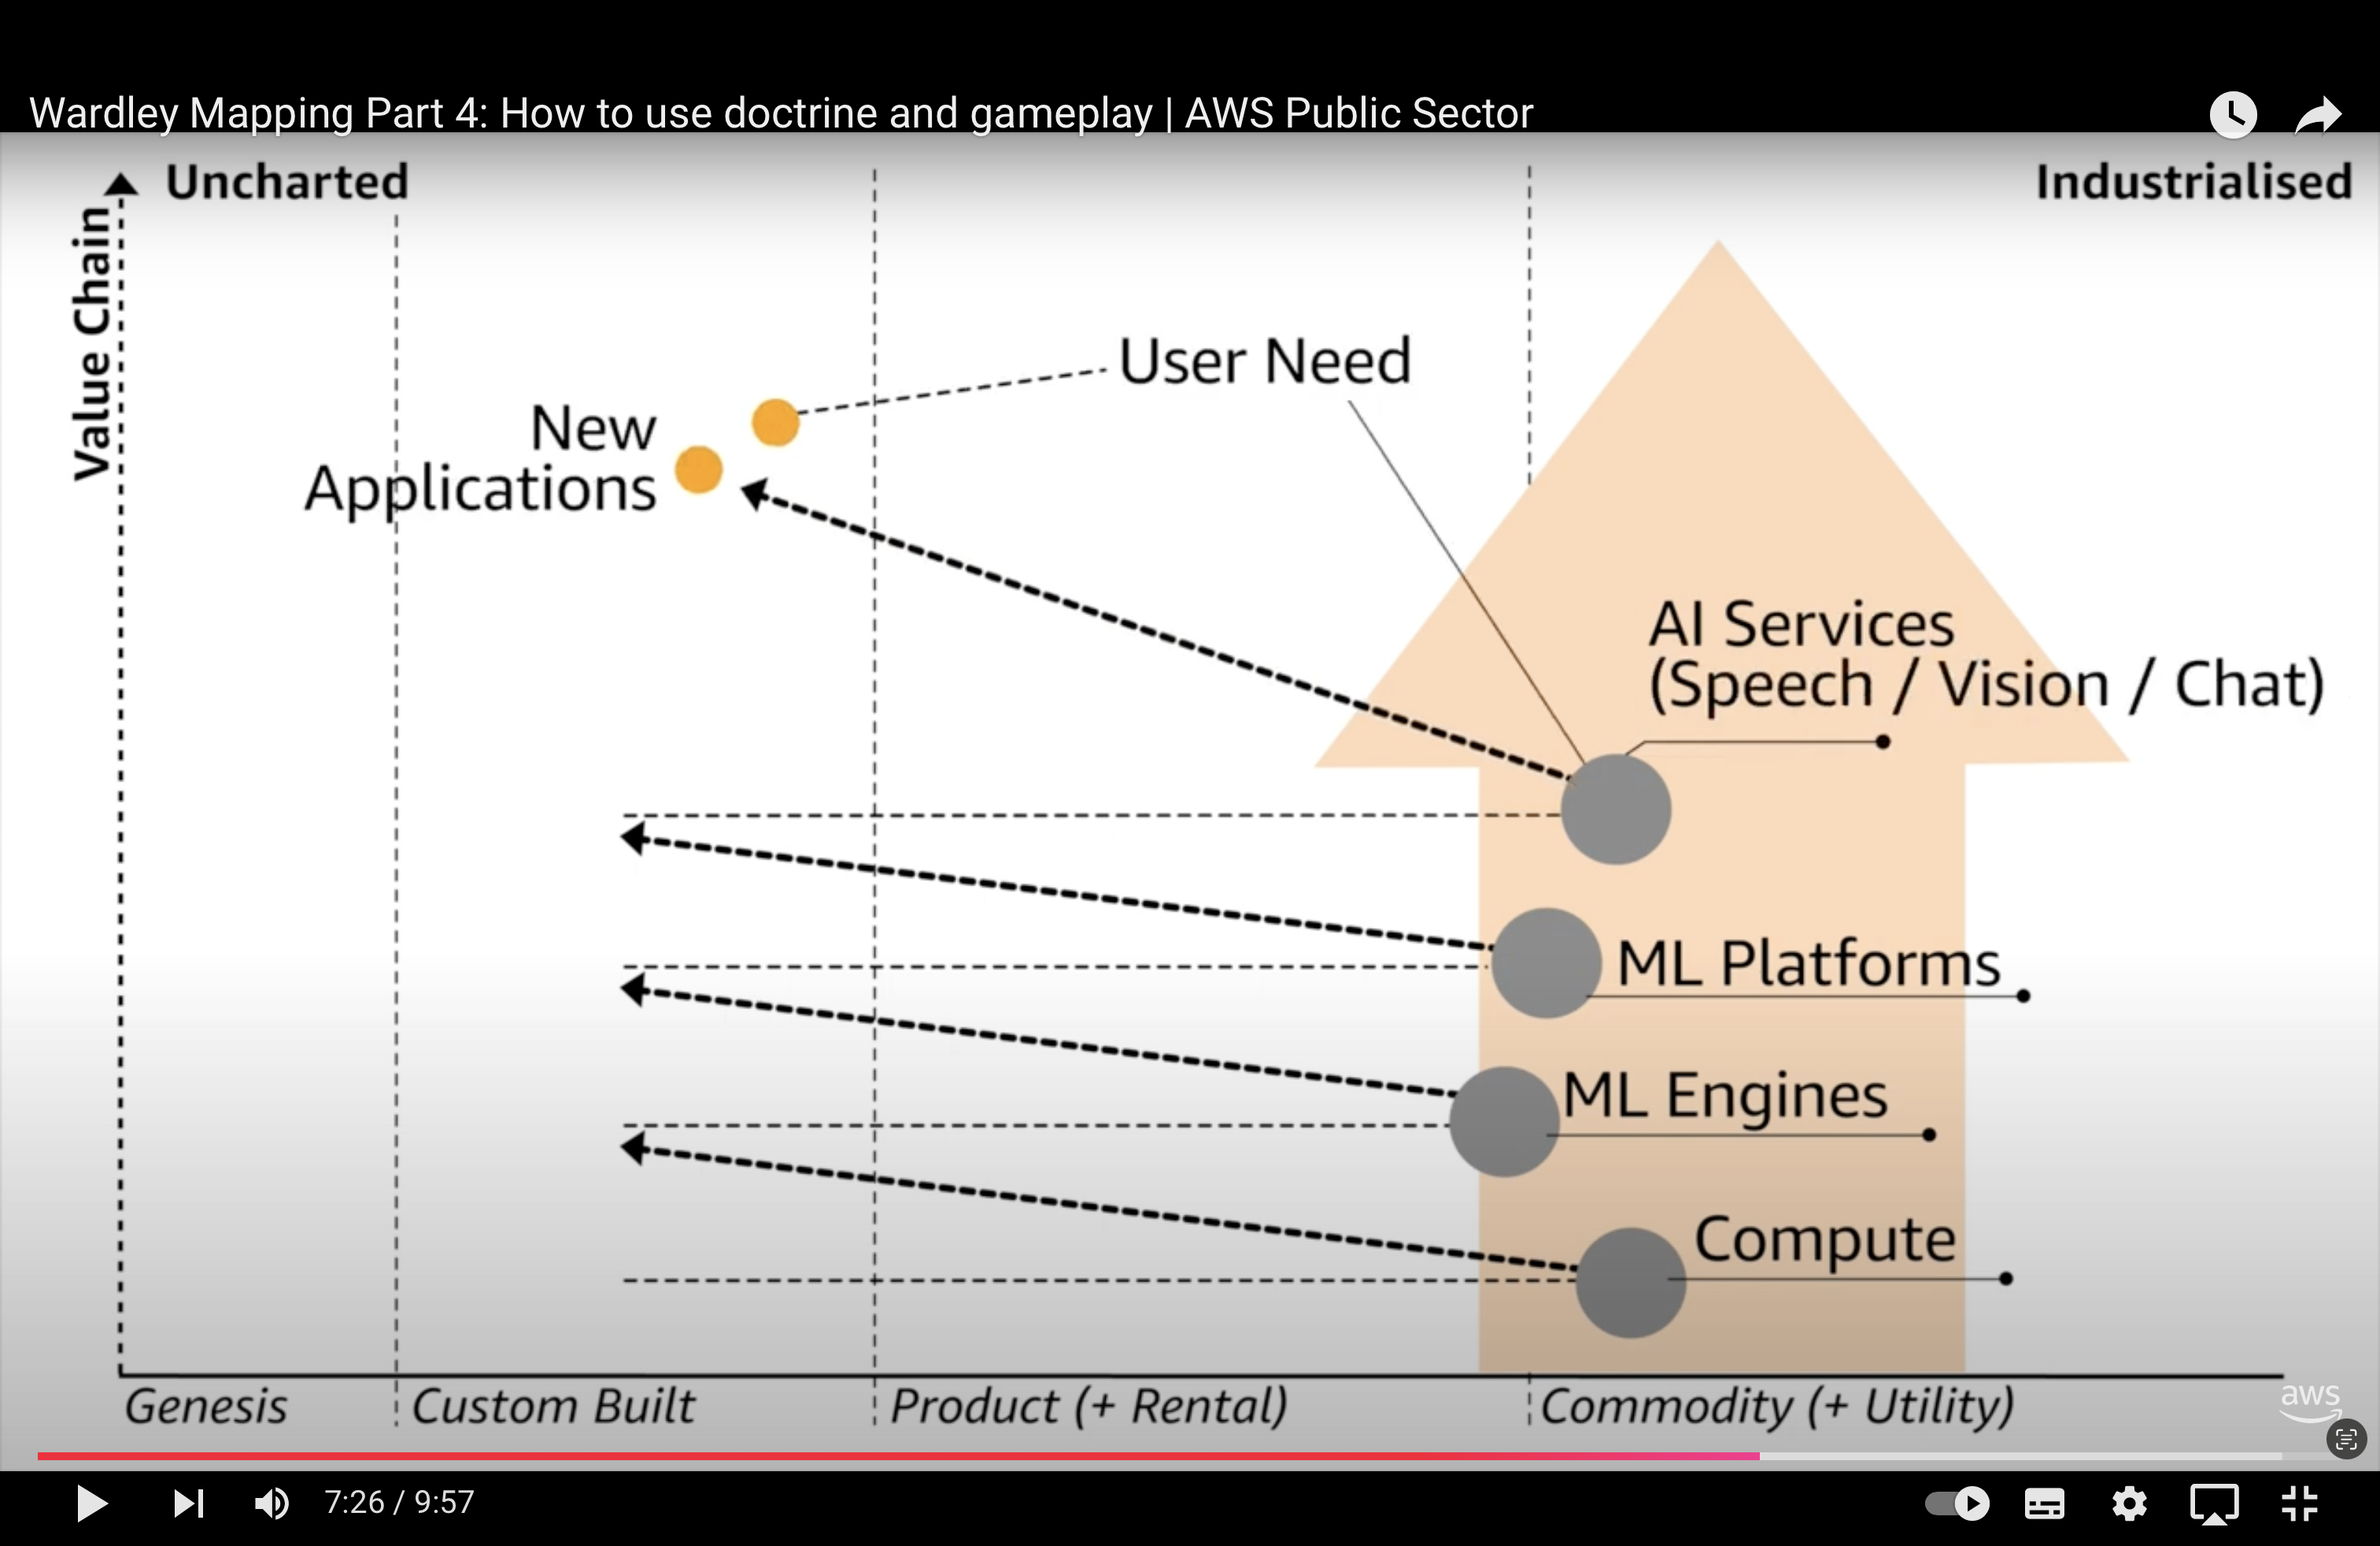 Wardley Mapping Part 4: How to use doctrine and gameplay | AWS Public Sector
Uncharted
Industrialised
Value Chain
User Need
New
Applications
AI Services
(Speech / Vision / Chat)
ML Platforms
ML Engines
Compute
Genesis
Custom Built
Product (+ Rental)
Commodity (+ Utility)
aws
7:26 / 9:57